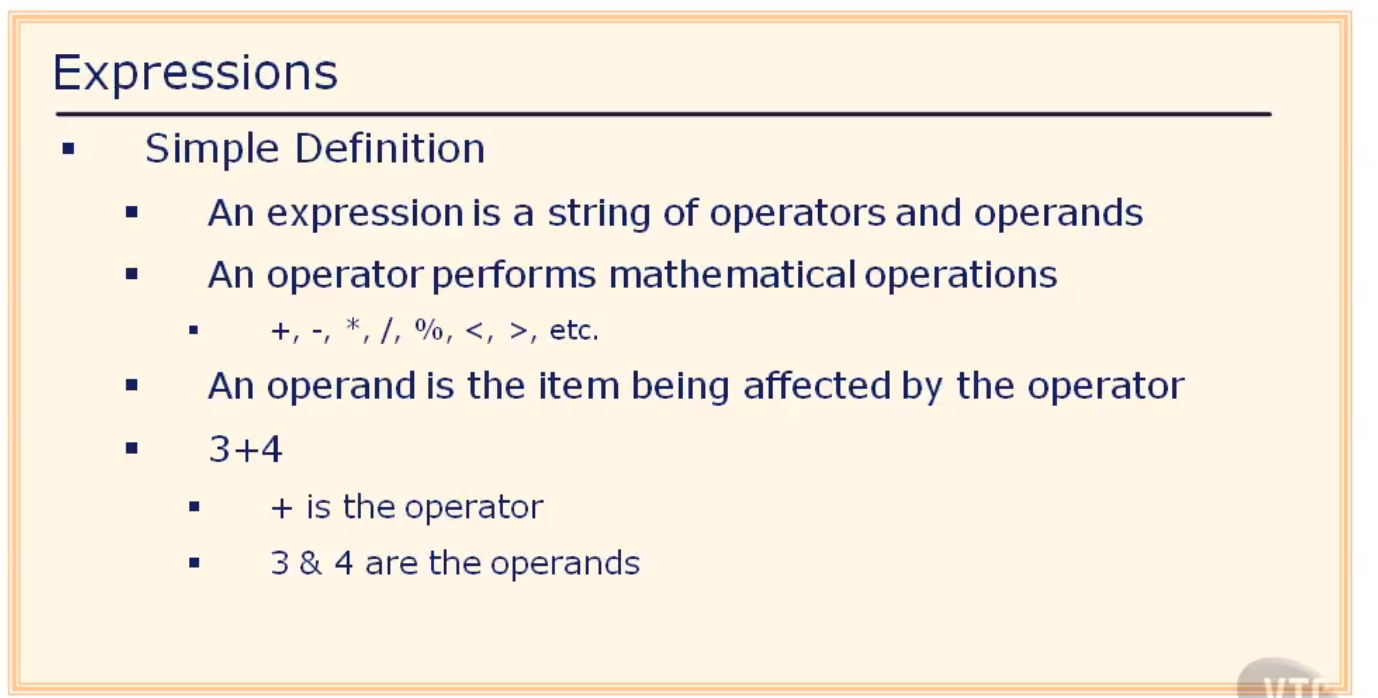 Expressions
Simple Definition
An expression is a string of operators and operands
An operator performs mathematical operations
+, -, *, /, %, <, >, etc.
An operand is the item being affected by the operator
3+4
+ is the operator
3 & 4 are the operands